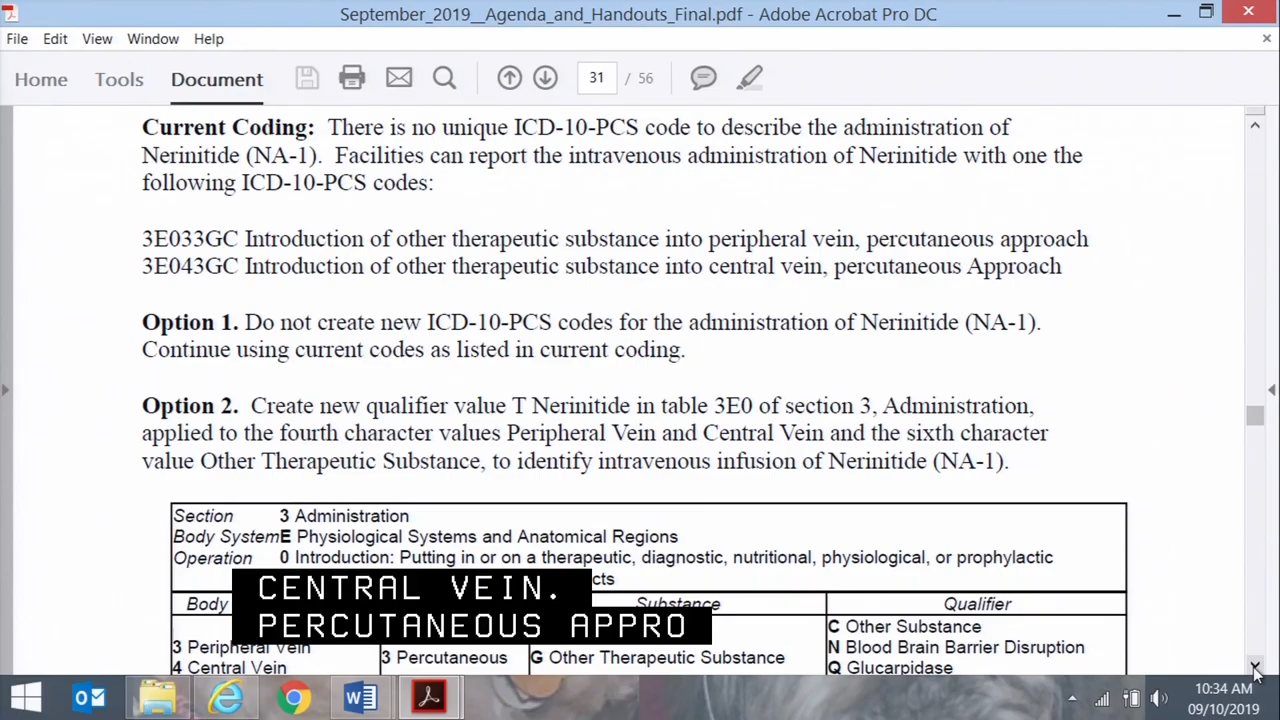 September_2019__Agenda_and_Handouts_Final.pdf - Adobe Acrobat Pro DC
File Edit View Window Help
Home Tools Document 31 / 56
Current Coding: There is no unique ICD-10-PCS code to describe the administration of
Nerinitide (NA-1). Facilities can report the intravenous administration of Nerinitide with one the
following ICD-10-PCS codes:
3E033GC Introduction of other therapeutic substance into peripheral vein, percutaneous approach
3E043GC Introduction of other therapeutic substance into central vein, percutaneous Approach
Option 1. Do not create new ICD-10-PCS codes for the administration of Nerinitide (NA-1).
Continue using current codes as listed in current coding.
Option 2. Create new qualifier value T Nerinitide in table 3E0 of section 3, Administration,
applied to the fourth character values Peripheral Vein and Central Vein and the sixth character
value Other Therapeutic Substance, to identify intravenous infusion of Nerinitide (NA-1).
Section 3 Administration
Body System E Physiological Systems and Anatomical Regions
Operation 0 Introduction: Putting in or on a therapeutic, diagnostic, nutritional, physiological, or prophylactic
CENTRAL VEIN.
Body Substance Qualifier
PERCUTANEOUS APPRO
C Other Substance
3 Peripheral Vein N Blood Brain Barrier Disruption
3 Percutaneous G Other Therapeutic Substance
4 Central Vein Q Glucarpidase
10:34 AM
09/10/2019